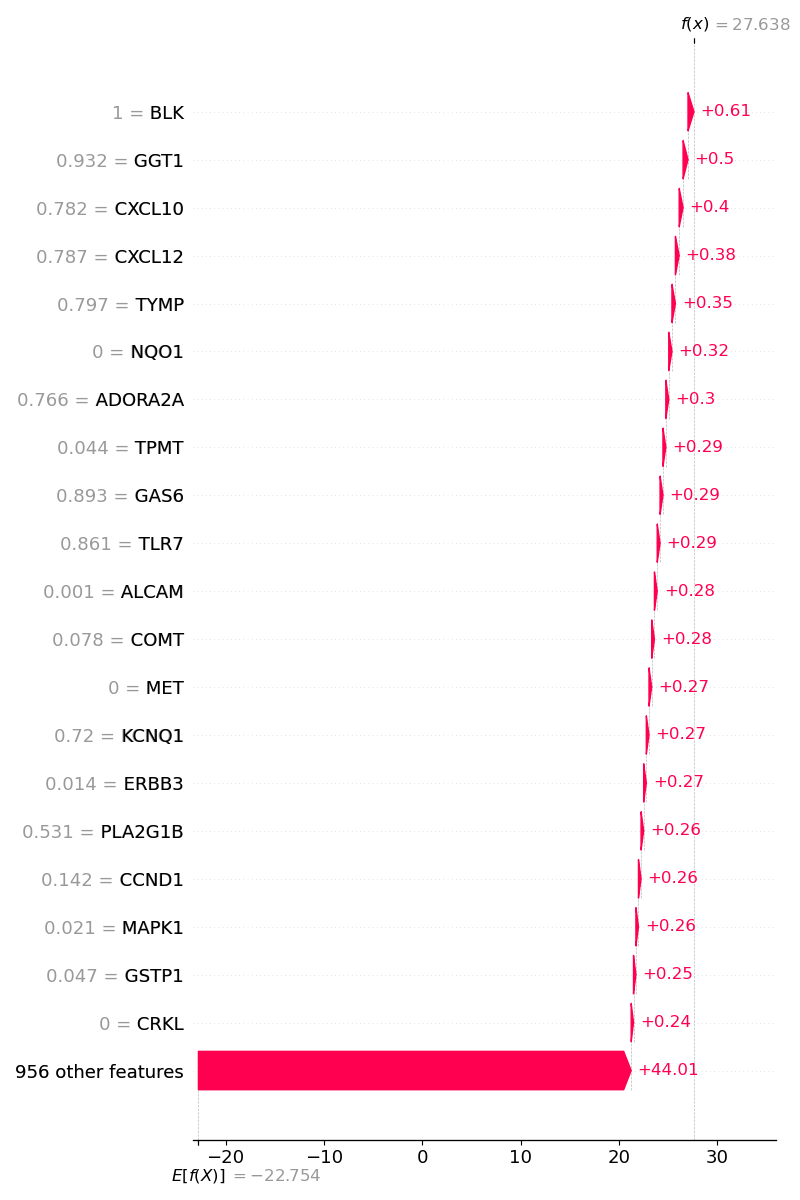 f(x) = 27.638
1 = BLK +0.61
0.932 = GGT1 +0.5
0.782 = CXCL10 +0.4
0.787 = CXCL12 +0.38
0.797 = TYMP +0.35
0 = NQO1 +0.32
0.766 = ADORA2A +0.3
0.044 = TPMT +0.29
0.893 = GAS6 +0.29
0.861 = TLR7 +0.29
0.001 = ALCAM +0.28
0.078 = COMT +0.28
0 = MET +0.27
0.72 = KCNQ1 +0.27
0.014 = ERBB3 +0.27
0.531 = PLA2G1B +0.26
0.142 = CCND1 +0.26
0.021 = MAPK1 +0.26
0.047 = GSTP1 +0.25
0 = CRKL +0.24
956 other features +44.01
−20 −10 0 10 20 30
E[f(X)] = −22.754